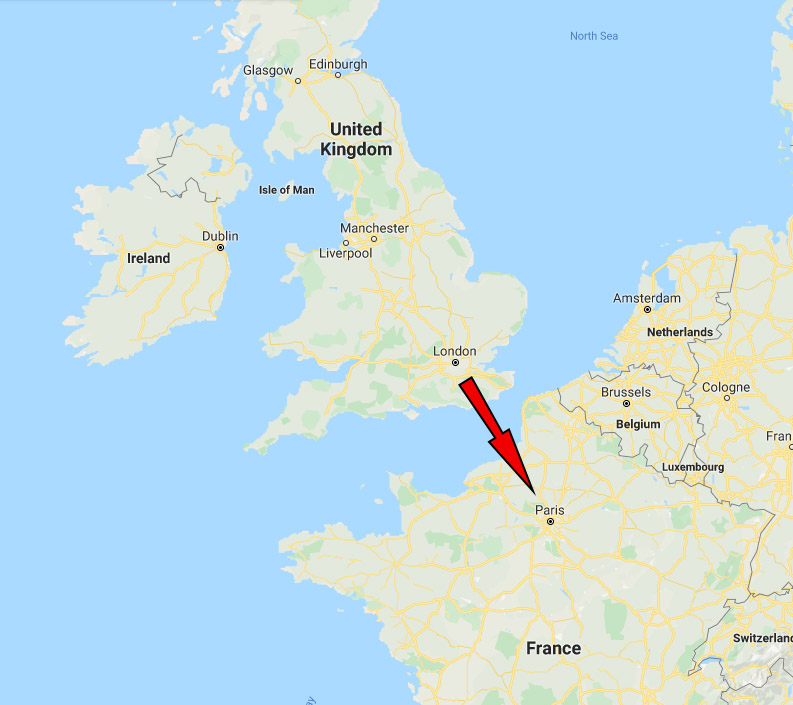 North Sea
Edinburgh
Glasgow
United
Kingdom
Isle of Man
Manchester
Dublin
Liverpool
Ireland
Amsterdam
Netherlands
London
Cologne
Brussels
Belgium
Fran
Luxembourg
Paris
Switzerland
France
ay